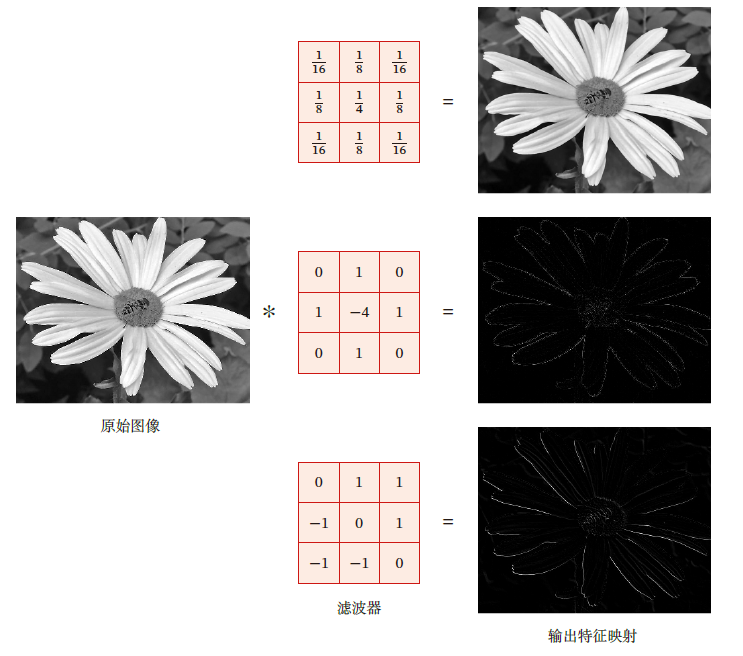 1/16 1/8 1/16
1/8 1/4 1/8
1/16 1/8 1/16
=
0 1 0
* 1 −4 1 =
0 1 0
原始图像
0 1 1
−1 0 1 =
−1 −1 0
滤波器
输出特征映射